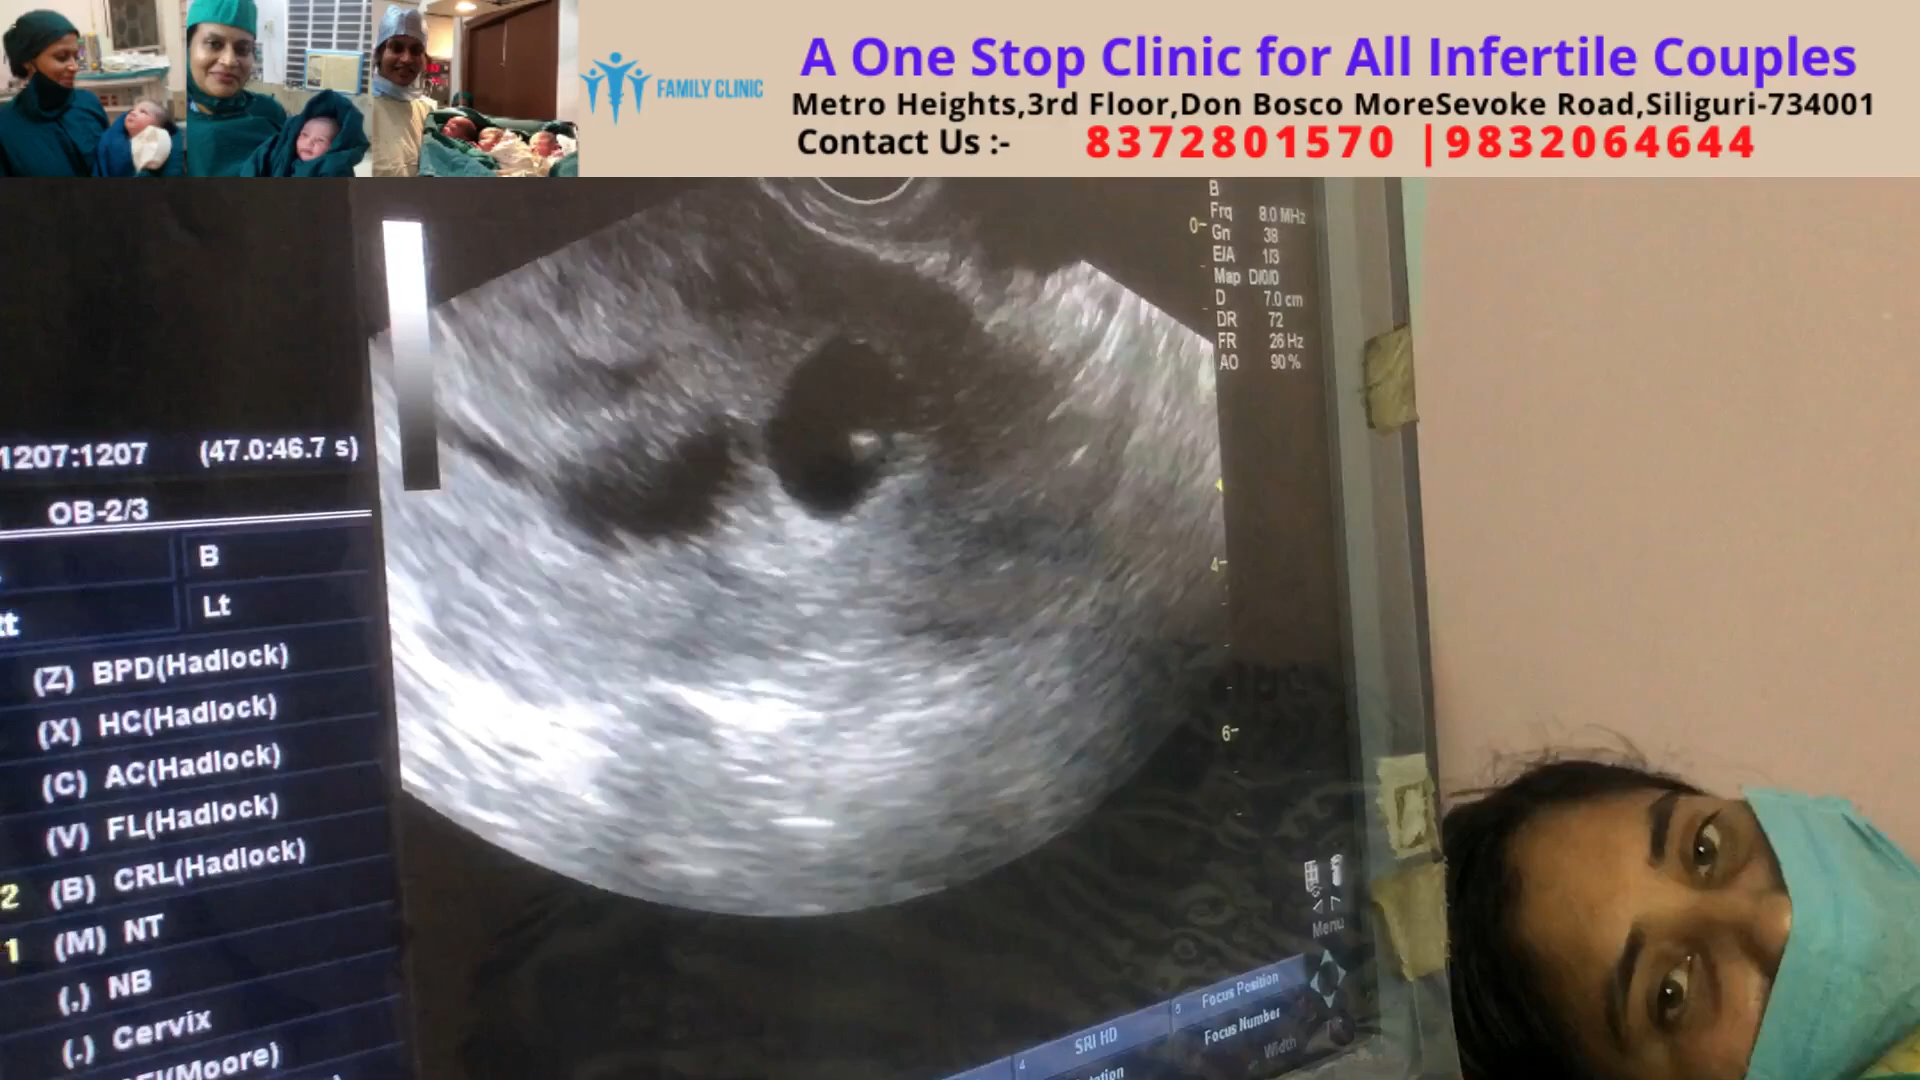 A One Stop Clinic for All Infertile Couples
FAMILY CLINIC
Metro Heights,3rd Floor,Don Bosco MoreSevoke Road,Siliguri-734001
Contact Us :- 8372801570 |9832064644
B
Frq 8.0 MHz
Gn 38
E/A 1/3
Map D/0/0
D 7.0 cm
DR 72
FR 26 Hz
AO 90 %
0
4
6
1207:1207 (47.0:46.7 s)
OB-2/3
B
Lt
(Z) BPD(Hadlock)
(X) HC(Hadlock)
(C) AC(Hadlock)
(V) FL(Hadlock)
2 (B) CRL(Hadlock)
1 (M) NT
(,) NB
(.) Cervix
(Moore)
Menu
4 SRI HD
5 Focus Position
Focus Number
Width